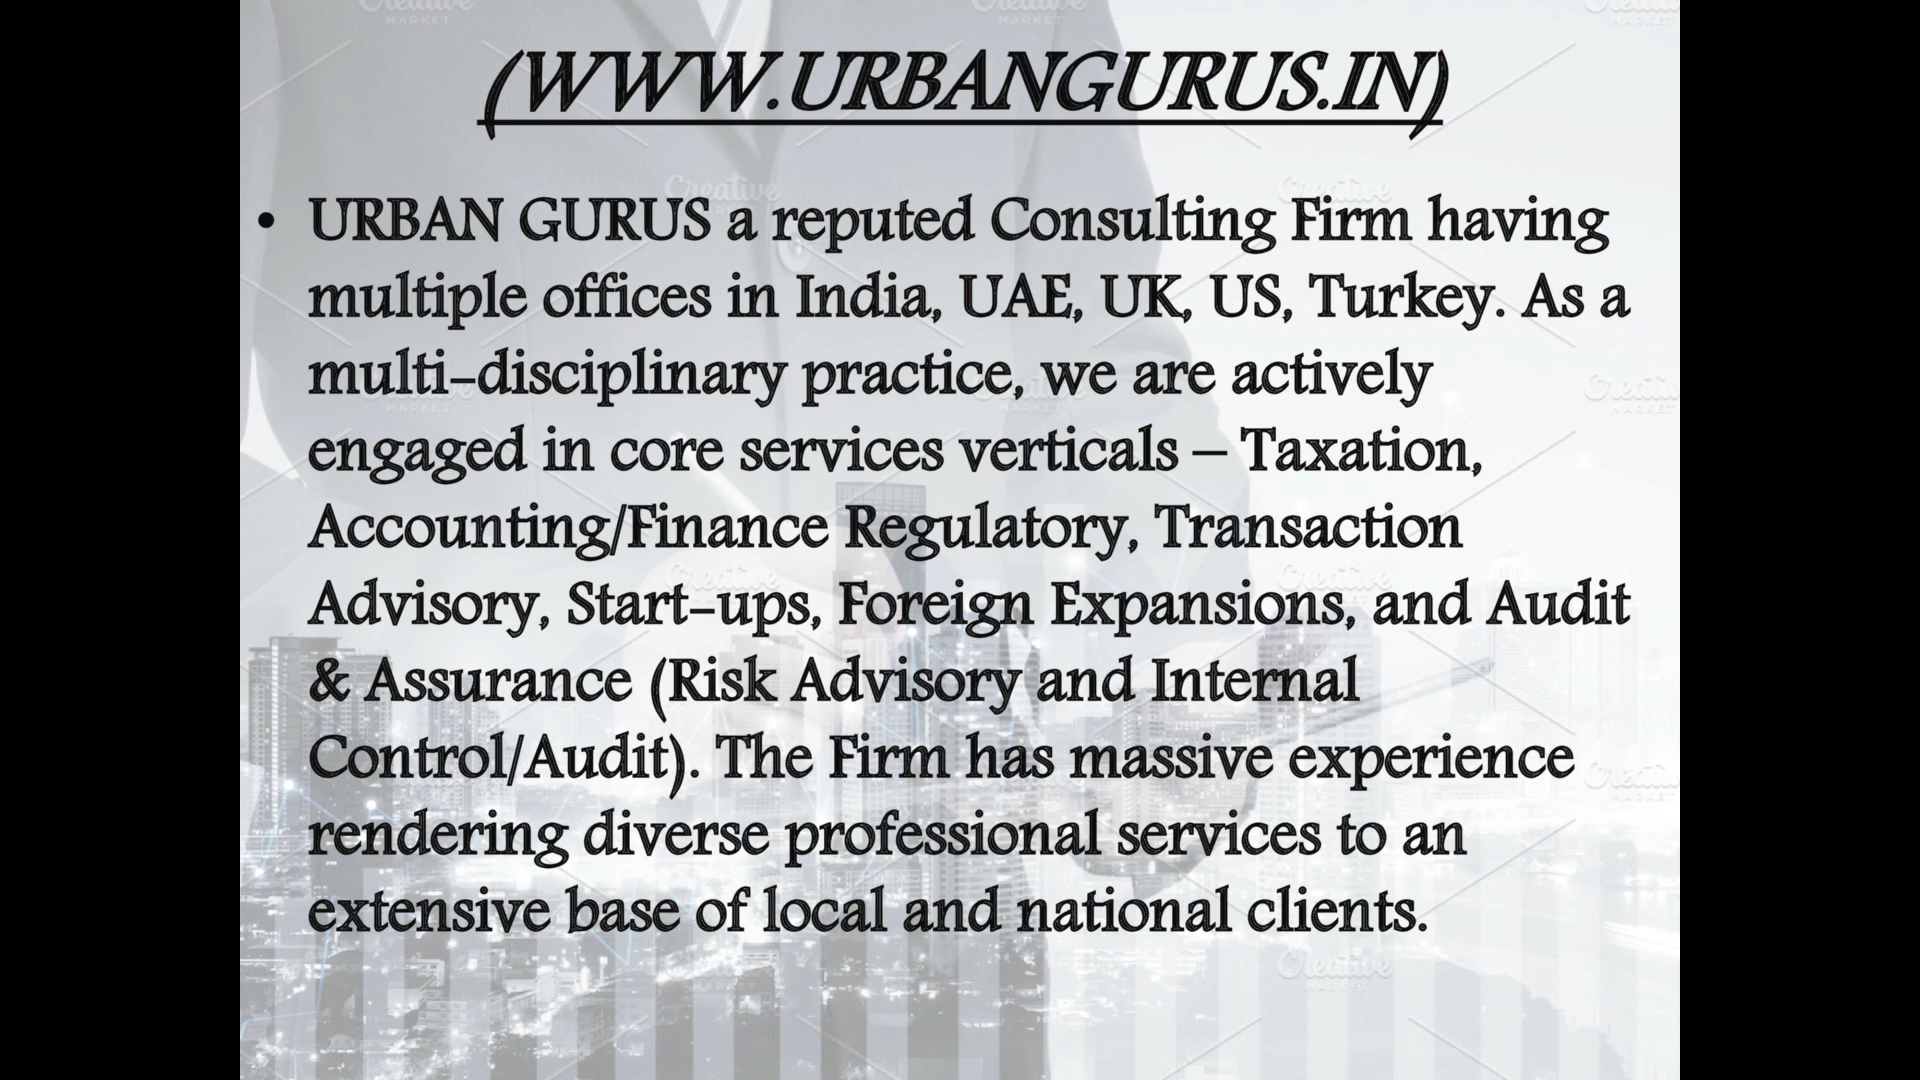 (WWW.URBANGURUS.IN)
• URBAN GURUS a reputed Consulting Firm having
multiple offices in India, UAE, UK, US, Turkey. As a
multi-disciplinary practice, we are actively
engaged in core services verticals – Taxation,
Accounting/Finance Regulatory, Transaction
Advisory, Start-ups, Foreign Expansions, and Audit
& Assurance (Risk Advisory and Internal
Control/Audit). The Firm has massive experience
rendering diverse professional services to an
extensive base of local and national clients.
Creative
MARKET